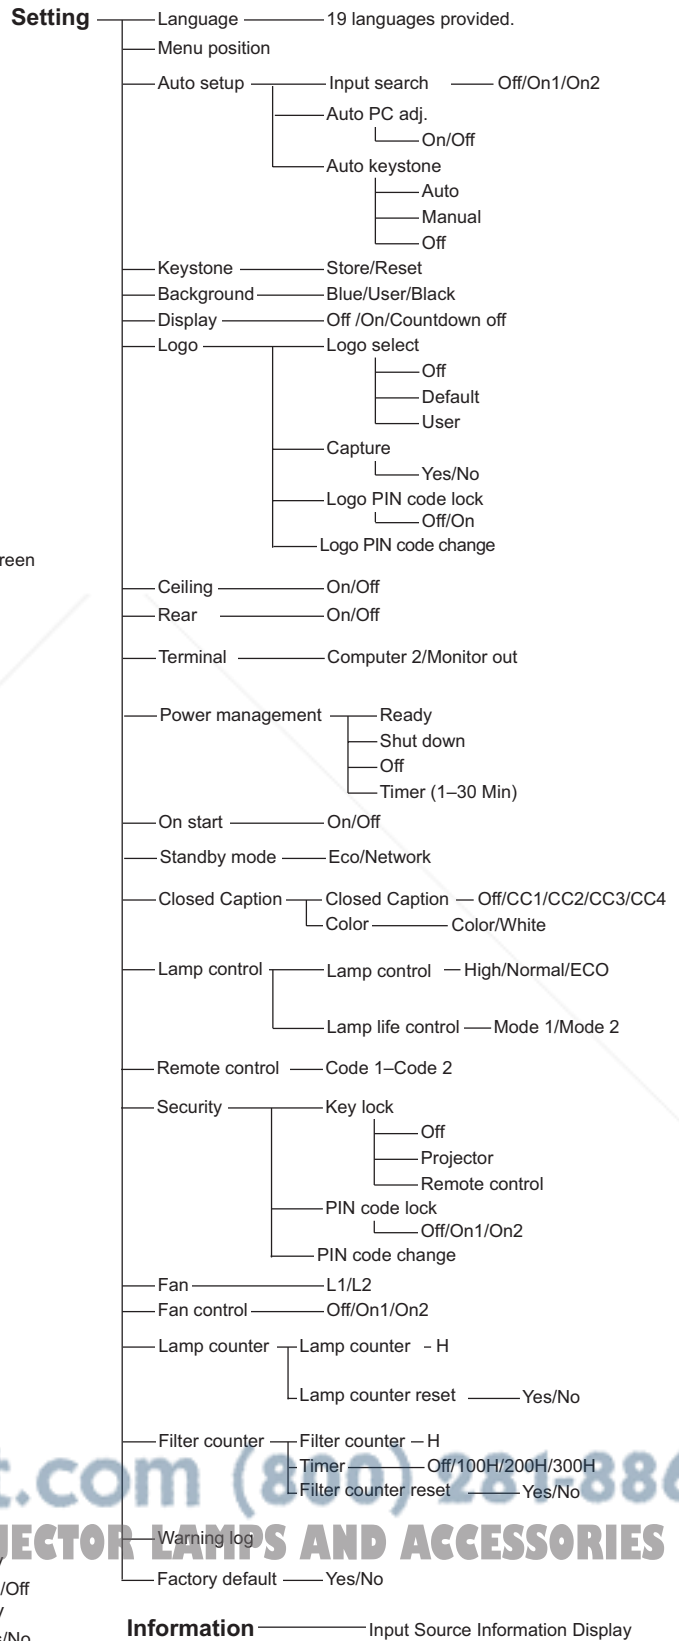 Setting Language 19 languages provided.
Menu position
Auto setup Input search Off/On1/On2
Auto PC adj.
On/Off
Auto keystone
Auto
Manual
Off
Keystone Store/Reset
Background Blue/User/Black
Display Off /On/Countdown off
Logo Logo select
Off
Default
User
Capture
Yes/No
Logo PIN code lock
Off/On
Logo PIN code change
reen
Ceiling On/Off
Rear On/Off
Terminal Computer 2/Monitor out
Power management Ready
Shut down
Off
Timer (1–30 Min)
On start On/Off
Standby mode Eco/Network
Closed Caption Closed Caption Off/CC1/CC2/CC3/CC4
Color Color/White
Lamp control Lamp control High/Normal/ECO
Lamp life control Mode 1/Mode 2
Remote control Code 1–Code 2
Security Key lock
Off
Projector
Remote control
PIN code lock
Off/On1/On2
PIN code change
Fan L1/L2
Fan control Off/On1/On2
Lamp counter Lamp counter H
Lamp counter reset Yes/No
Filter counter Filter counter H
Timer Off/100H/200H/300H
Filter counter reset Yes/No
t.com (800) 281-886
JECTOR LAMPS AND ACCESSORIES
Warning log
/Off
Factory default Yes/No
s/No
Information Input Source Information Display